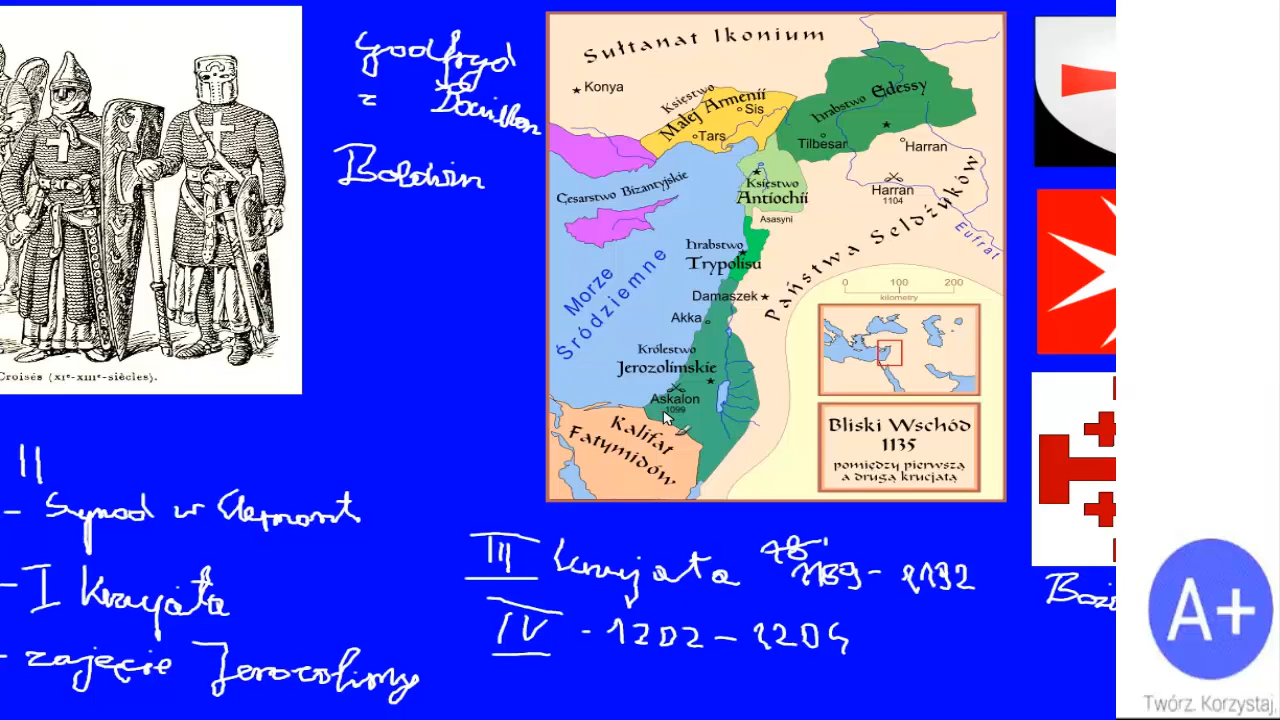 Godfryd
z Bouillon
Baldwin
Croisés (XIe-XIIIe-siècles).
II
- Synod w Clermont
- I Krucjata
- zajęcie Jerozolimy
Sułtanat Ikonium
Konya
Księstwo
Małej Armenii
Sis
Tars
hrabstwo Edessy
Tilbesar
Harran
Harran
1104
Cesarstwo Bizantyjskie
Księstwo
Antiochii
Asasyni
Państwa Seldżuków
Eufrat
hrabstwo
Trypolisu
Morze
Śródziemne
Damaszek
Akka
Królestwo
Jerozolimskie
Askalon
1099
Kalifat
Fatymidów
0 100 200
kilometry
Bliski Wschód
1135
pomiędzy pierwszą
a drugą krucjatą
III krucjata 1189-1192
IV - 1202-1204
A+
Twórz. Korzystaj.